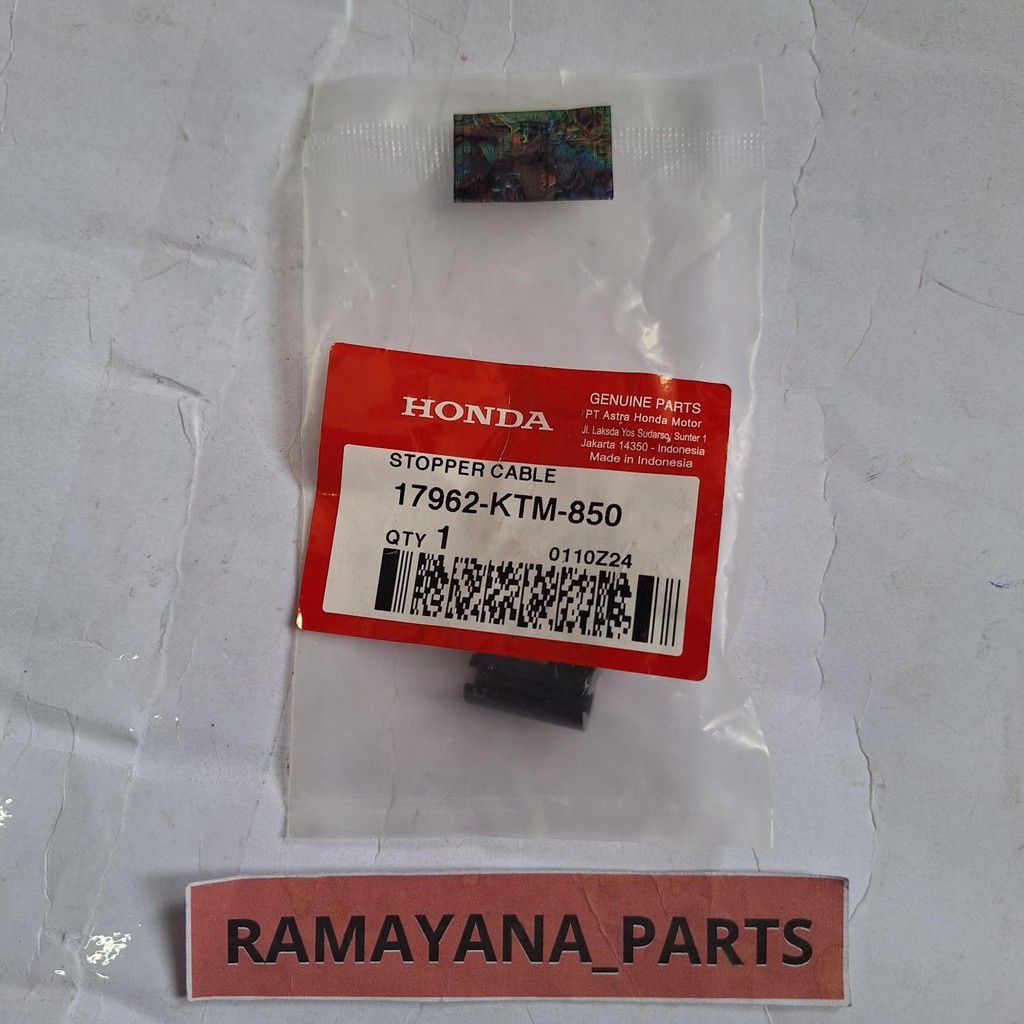 HONDA
GENUINE PARTS
PT Astra Honda Motor
Jl. Laksda Yos Sudarso, Sunter 1
Jakarta 14350 - Indonesia
Made in Indonesia
STOPPER CABLE
17962-KTM-850
QTY 1
0110Z24
RAMAYANA_PARTS